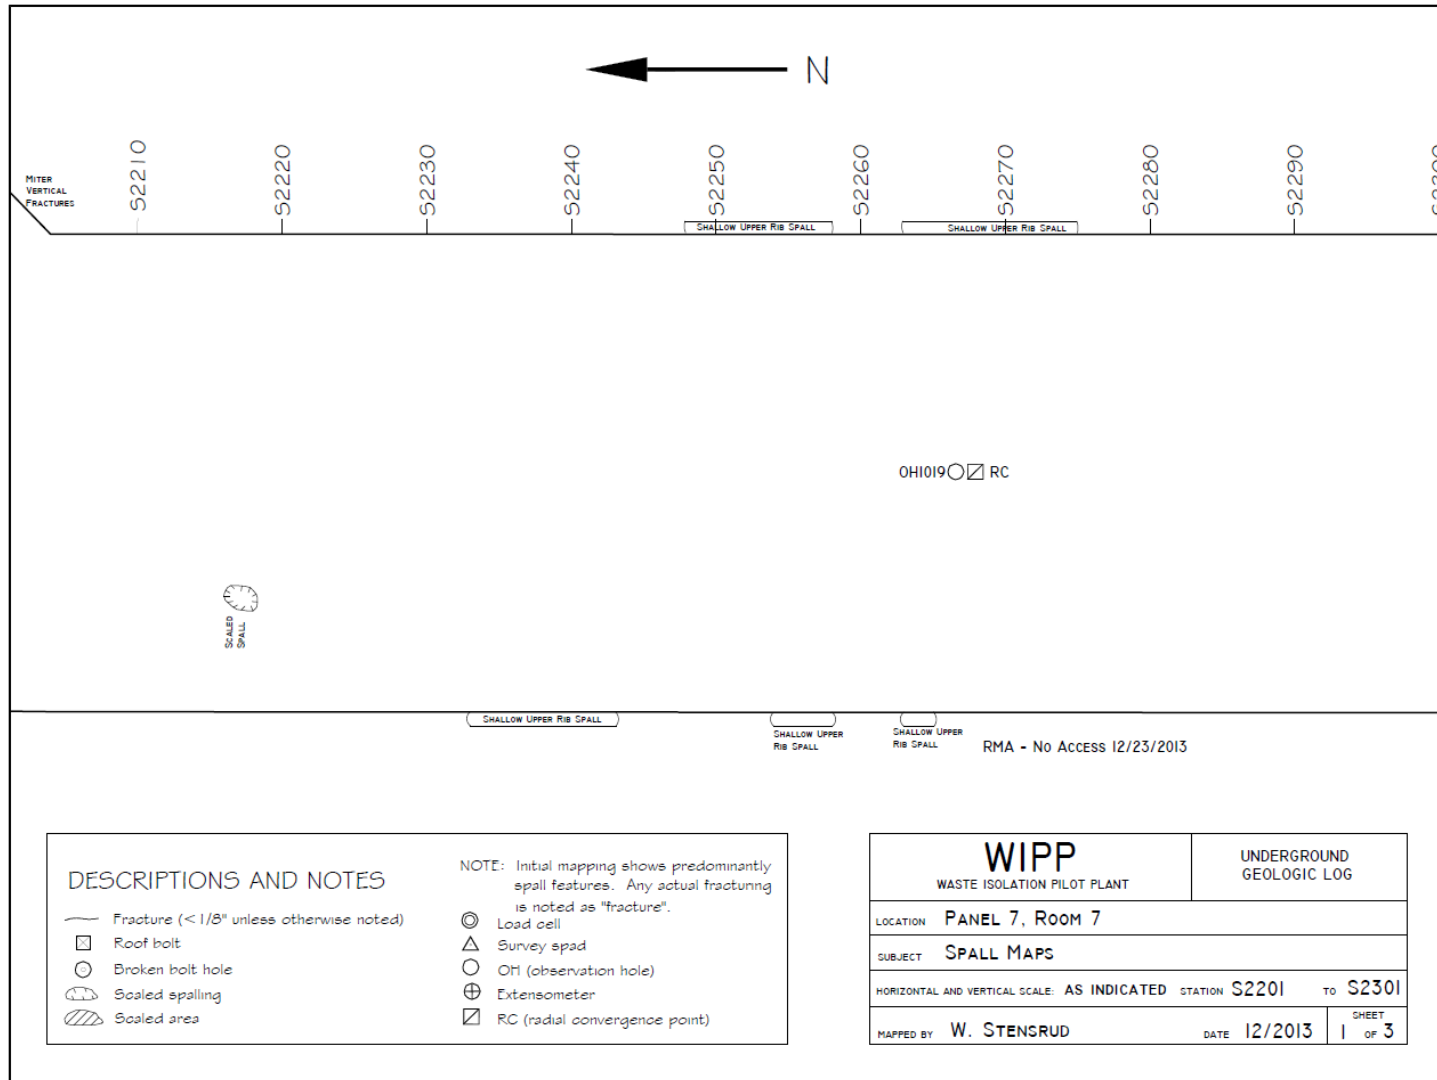 N
S2210
S2220
S2230
S2240
S2250
S2260
S2270
S2280
S2290
S2300
MITER
VERTICAL
FRACTURES
SHALLOW UPPER RIB SPALL
SHALLOW UPPER RIB SPALL
OH1019 RC
SCALED
SPALL
SHALLOW UPPER RIB SPALL
SHALLOW UPPER
RIB SPALL
SHALLOW UPPER
RIB SPALL
RMA - NO ACCESS 12/23/2013
DESCRIPTIONS AND NOTES
Fracture (<1/8" unless otherwise noted)
Roof bolt
Broken bolt hole
Scaled spalling
Scaled area
NOTE: Initial mapping shows predominantly
spall features. Any actual fracturing
is noted as "fracture".
Load cell
Survey spad
OH (observation hole)
Extensometer
RC (radial convergence point)
WIPP
WASTE ISOLATION PILOT PLANT
UNDERGROUND
GEOLOGIC LOG
LOCATION PANEL 7, ROOM 7
SUBJECT SPALL MAPS
HORIZONTAL AND VERTICAL SCALE: AS INDICATED STATION S2201 TO S2301
MAPPED BY W. STENSRUD DATE 12/2013 SHEET 1 OF 3